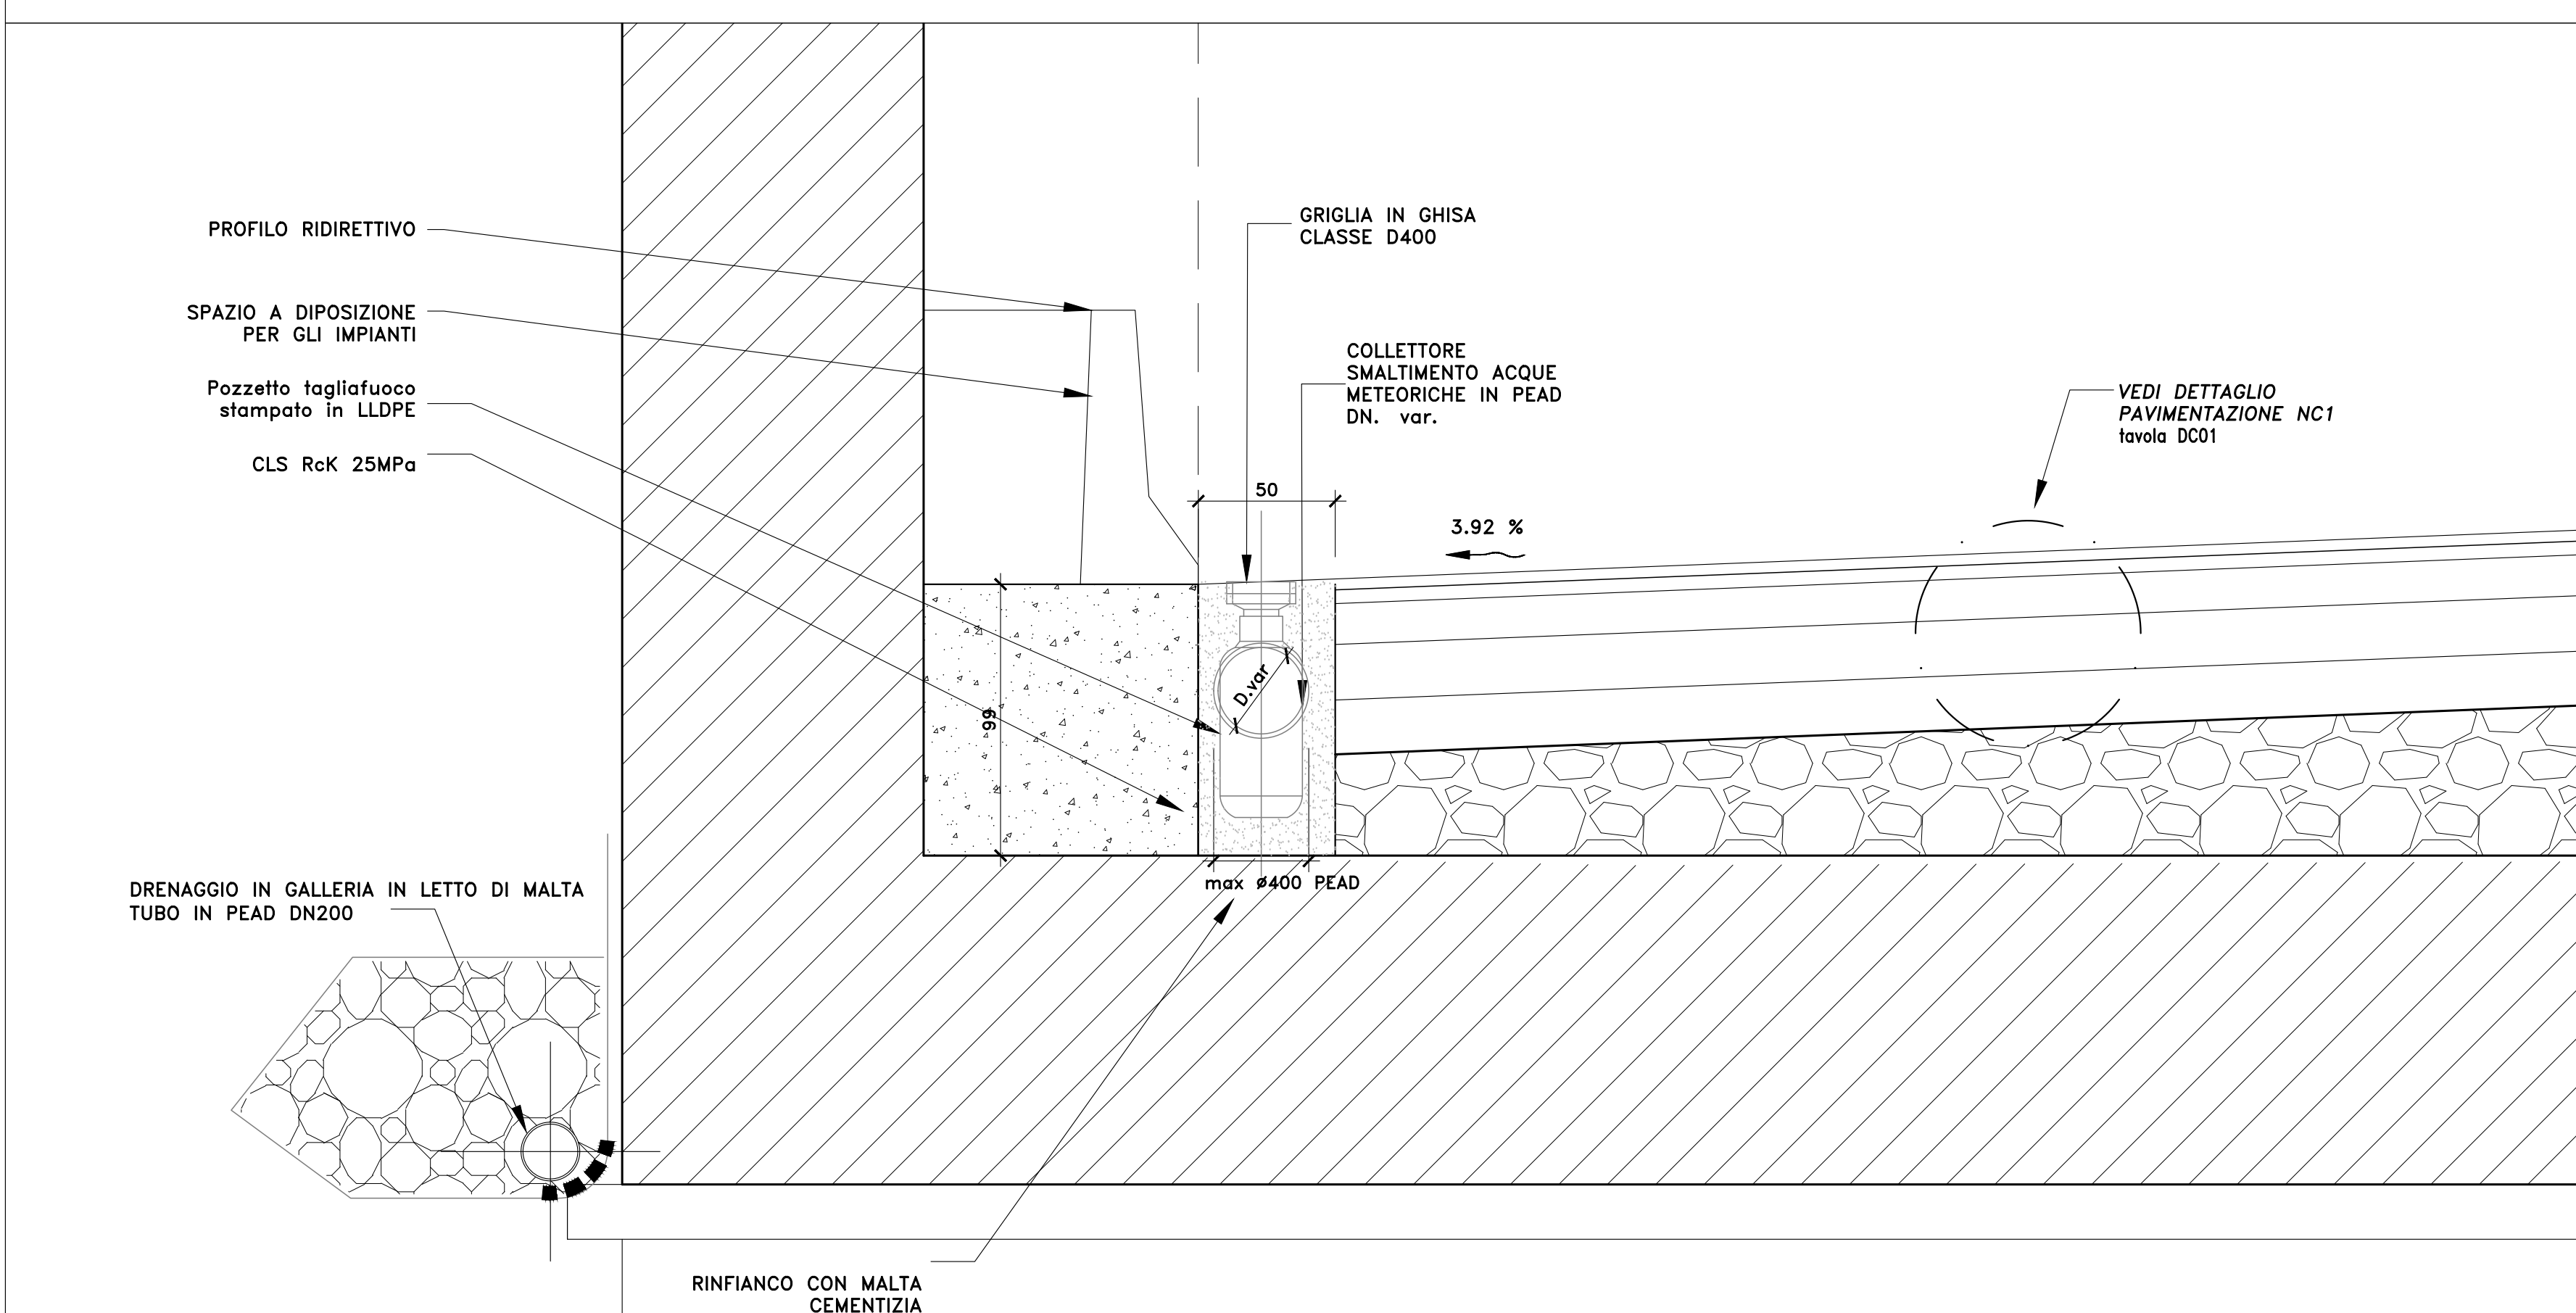 PROFILO RIDIRETTIVO
SPAZIO A DIPOSIZIONE
PER GLI IMPIANTI
Pozzetto tagliafuoco
stampato in LLDPE
CLS RcK 25MPa
GRIGLIA IN GHISA
CLASSE D400
COLLETTORE
SMALTIMENTO ACQUE
METEORICHE IN PEAD
DN. var.
VEDI DETTAGLIO
PAVIMENTAZIONE NC1
tavola DC01
50
3.92 %
D.var
99
max ø400 PEAD
DRENAGGIO IN GALLERIA IN LETTO DI MALTA
TUBO IN PEAD DN200
RINFIANCO CON MALTA
CEMENTIZIA